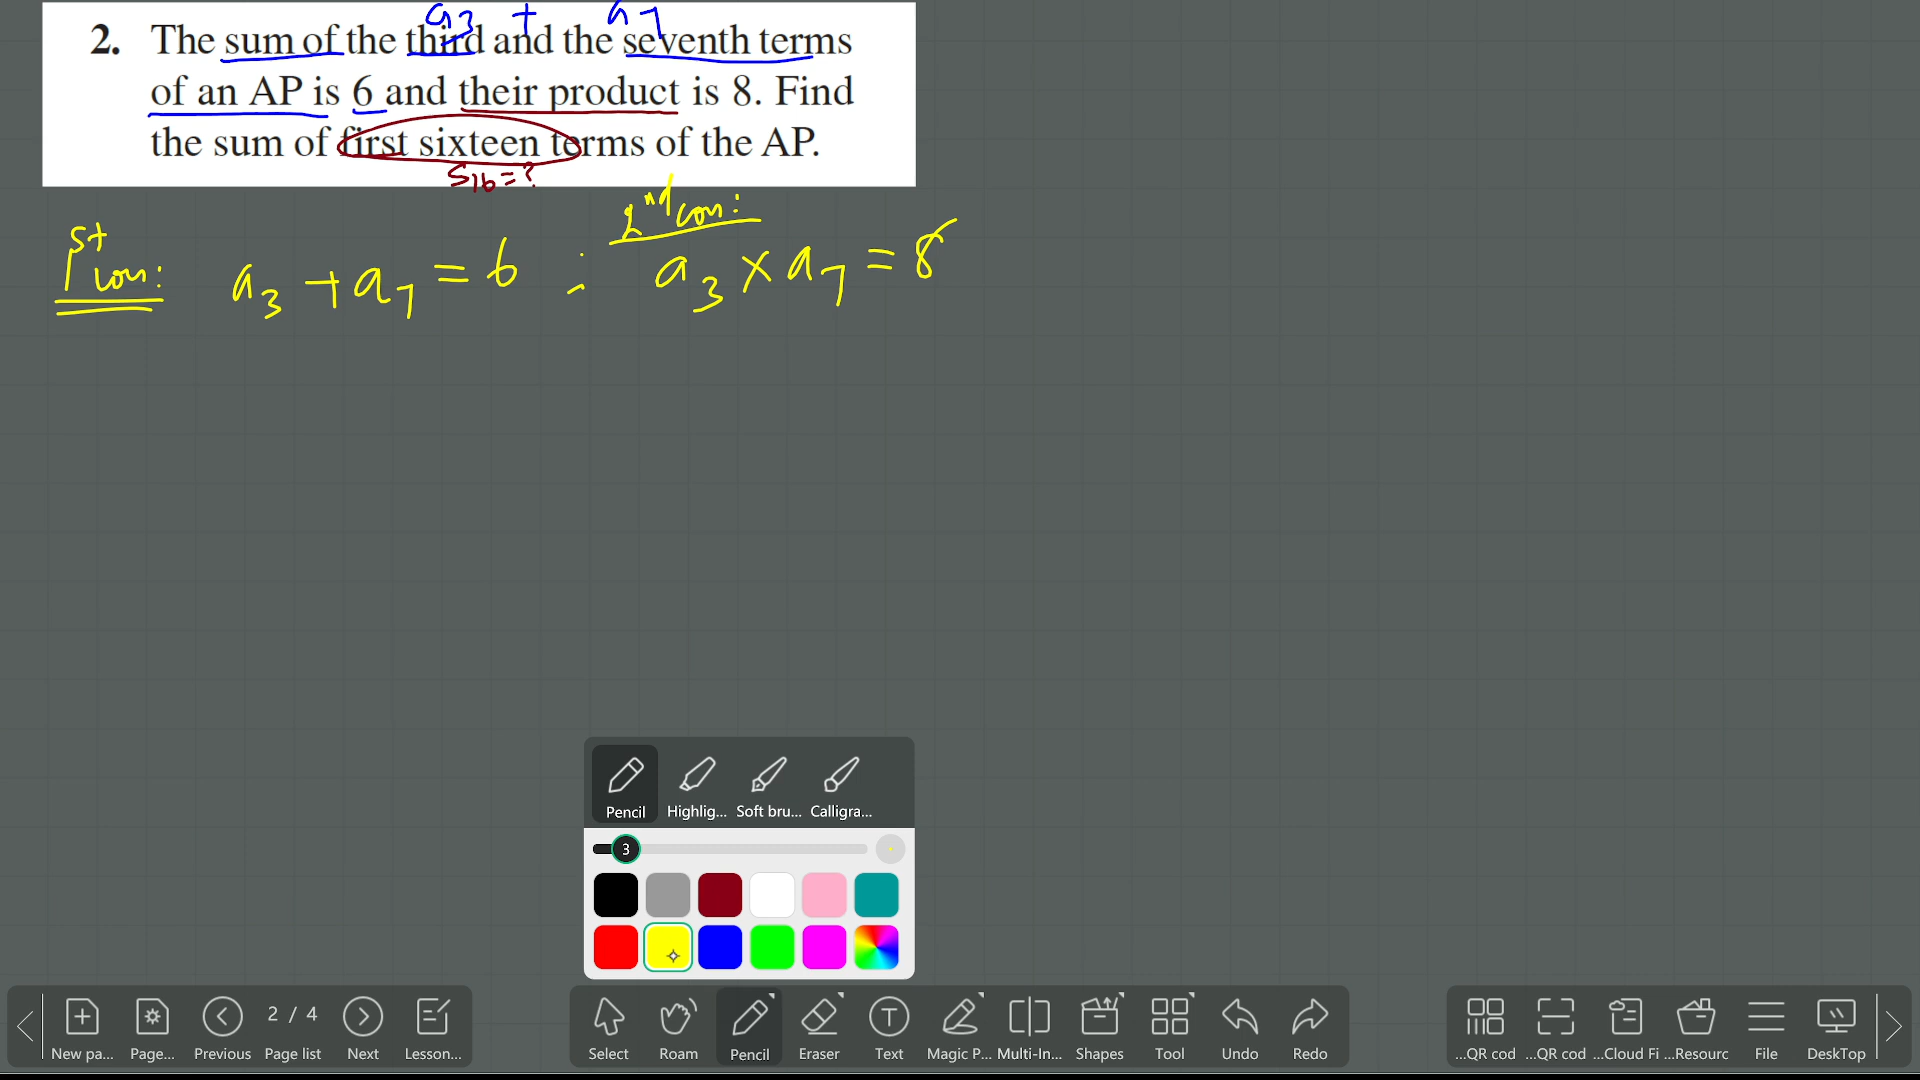 a3 + a7
2. The sum of the third and the seventh terms
of an AP is 6 and their product is 8. Find
the sum of first sixteen terms of the AP.
S16=?
1st con: a3 + a7 = 6 ; 2nd con: a3 × a7 = 8
Pencil Highlig... Soft bru... Calligra...
3
New pa... Page... Previous 2 / 4 Page list Next Lesson... Select Roam Pencil Eraser Text Magic P... Multi-In... Shapes Tool Undo Redo ...QR cod ...QR cod ...Cloud Fi ...Resourc File DeskTop